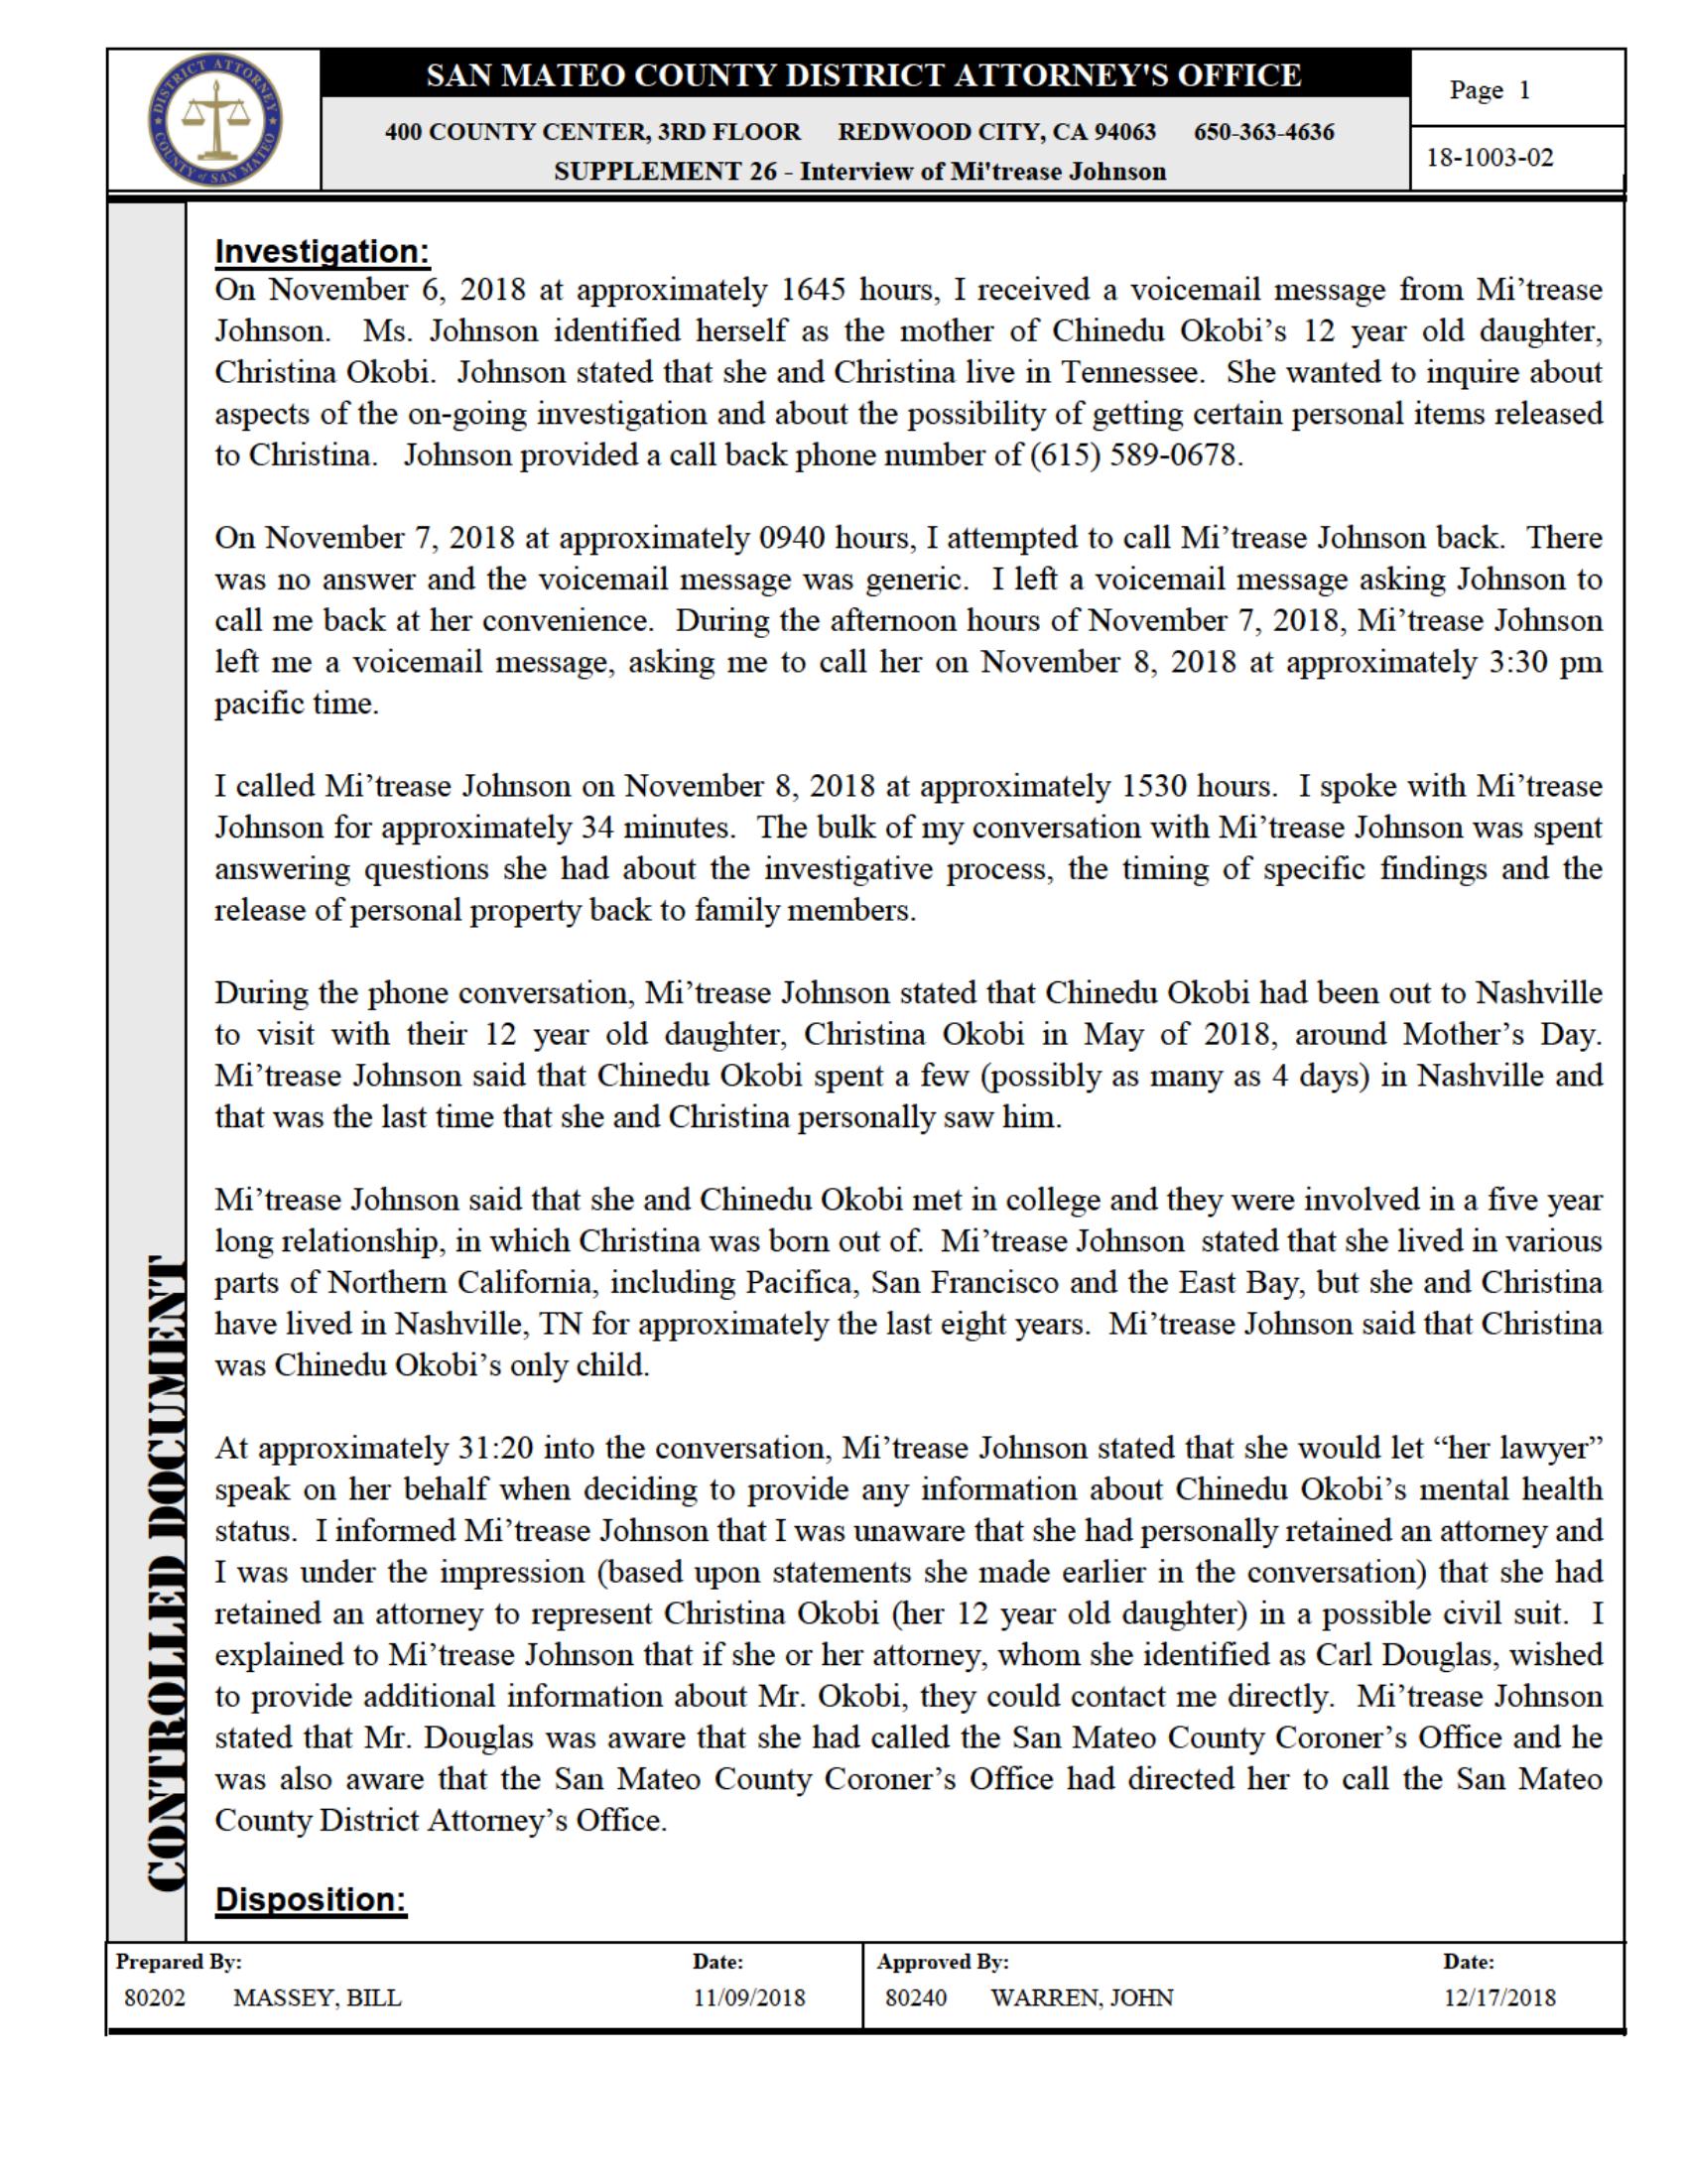 DISTRICT ATTORNEY
COUNTY of SAN MATEO
SAN MATEO COUNTY DISTRICT ATTORNEY'S OFFICE
400 COUNTY CENTER, 3RD FLOOR REDWOOD CITY, CA 94063 650-363-4636
SUPPLEMENT 26 - Interview of Mi'trease Johnson
Page 1
18-1003-02
Investigation:
On November 6, 2018 at approximately 1645 hours, I received a voicemail message from Mi’trease
Johnson. Ms. Johnson identified herself as the mother of Chinedu Okobi’s 12 year old daughter,
Christina Okobi. Johnson stated that she and Christina live in Tennessee. She wanted to inquire about
aspects of the on-going investigation and about the possibility of getting certain personal items released
to Christina. Johnson provided a call back phone number of (615) 589-0678.
On November 7, 2018 at approximately 0940 hours, I attempted to call Mi’trease Johnson back. There
was no answer and the voicemail message was generic. I left a voicemail message asking Johnson to
call me back at her convenience. During the afternoon hours of November 7, 2018, Mi’trease Johnson
left me a voicemail message, asking me to call her on November 8, 2018 at approximately 3:30 pm
pacific time.
I called Mi’trease Johnson on November 8, 2018 at approximately 1530 hours. I spoke with Mi’trease
Johnson for approximately 34 minutes. The bulk of my conversation with Mi’trease Johnson was spent
answering questions she had about the investigative process, the timing of specific findings and the
release of personal property back to family members.
During the phone conversation, Mi’trease Johnson stated that Chinedu Okobi had been out to Nashville
to visit with their 12 year old daughter, Christina Okobi in May of 2018, around Mother’s Day.
Mi’trease Johnson said that Chinedu Okobi spent a few (possibly as many as 4 days) in Nashville and
that was the last time that she and Christina personally saw him.
Mi’trease Johnson said that she and Chinedu Okobi met in college and they were involved in a five year
long relationship, in which Christina was born out of. Mi’trease Johnson stated that she lived in various
parts of Northern California, including Pacifica, San Francisco and the East Bay, but she and Christina
have lived in Nashville, TN for approximately the last eight years. Mi’trease Johnson said that Christina
was Chinedu Okobi’s only child.
At approximately 31:20 into the conversation, Mi’trease Johnson stated that she would let “her lawyer”
speak on her behalf when deciding to provide any information about Chinedu Okobi’s mental health
status. I informed Mi’trease Johnson that I was unaware that she had personally retained an attorney and
I was under the impression (based upon statements she made earlier in the conversation) that she had
retained an attorney to represent Christina Okobi (her 12 year old daughter) in a possible civil suit. I
explained to Mi’trease Johnson that if she or her attorney, whom she identified as Carl Douglas, wished
to provide additional information about Mr. Okobi, they could contact me directly. Mi’trease Johnson
stated that Mr. Douglas was aware that she had called the San Mateo County Coroner’s Office and he
was also aware that the San Mateo County Coroner’s Office had directed her to call the San Mateo
County District Attorney’s Office.
Disposition:
CONTROLLED DOCUMENT
Prepared By: Date: Approved By: Date:
80202 MASSEY, BILL 11/09/2018 80240 WARREN, JOHN 12/17/2018